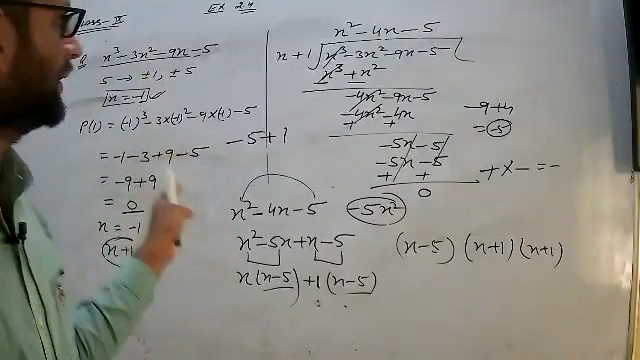 Class-IX
Ex 2.4
Q x³ - 3x² - 9x - 5
5 → ±1, ±5
x = -1 ✓
P(1) = (-1)³ - 3×(-1)² - 9×(-1) - 5
= -1 - 3 + 9 - 5
= -9 + 9
= 0
x = -1
x+1
x² - 4x - 5
x + 1 √ x³ - 3x² - 9x - 5
x³ + x²
-4x² - 9x - 5
-4x² - 4x
+ +
-5x - 5
-5x - 5
+ +
0
-9+4
= -5
+ × - = -
-5+1
x² - 4x - 5
-5x²
x² - 5x + x - 5
x(x-5) + 1(x-5)
(x-5) (x+1) (x+1)